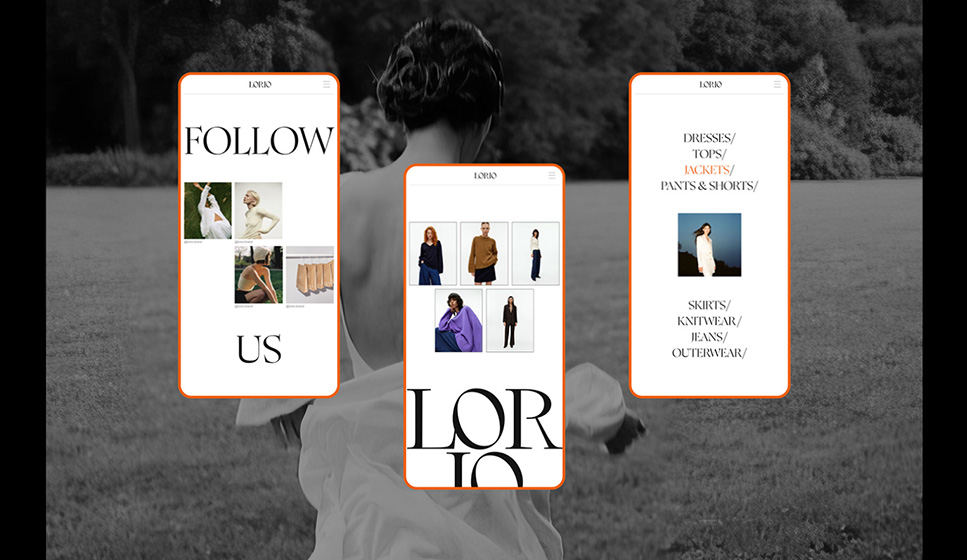 LORIO
FOLLOW
US
LORIO
LOR
IO
LORIO
DRESSES/
TOPS/
JACKETS/
PANTS & SHORTS/
SKIRTS/
KNITWEAR/
JEANS/
OUTERWEAR/